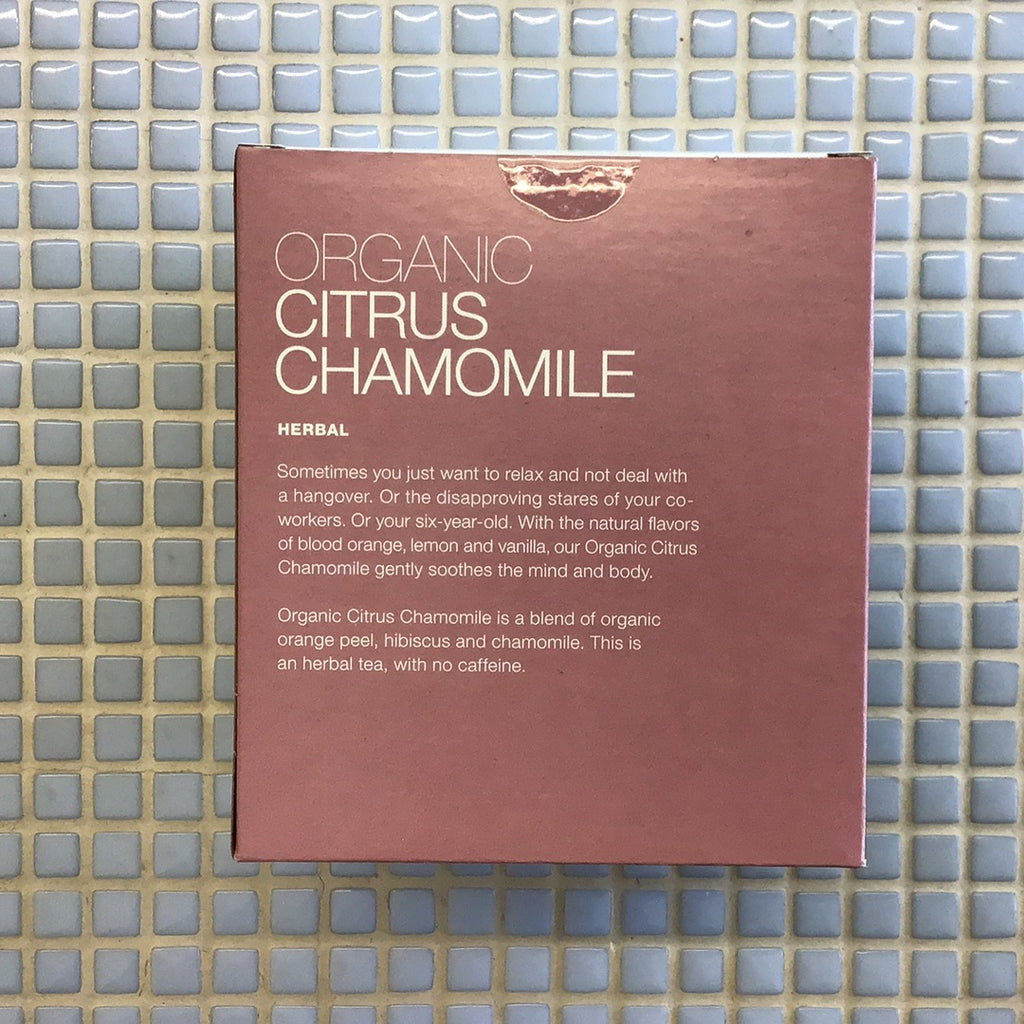 ORGANIC
CITRUS
CHAMOMILE
HERBAL
Sometimes you just want to relax and not deal with
a hangover. Or the disapproving stares of your co-
workers. Or your six-year-old. With the natural flavors
of blood orange, lemon and vanilla, our Organic Citrus
Chamomile gently soothes the mind and body.
Organic Citrus Chamomile is a blend of organic
orange peel, hibiscus and chamomile. This is
an herbal tea, with no caffeine.